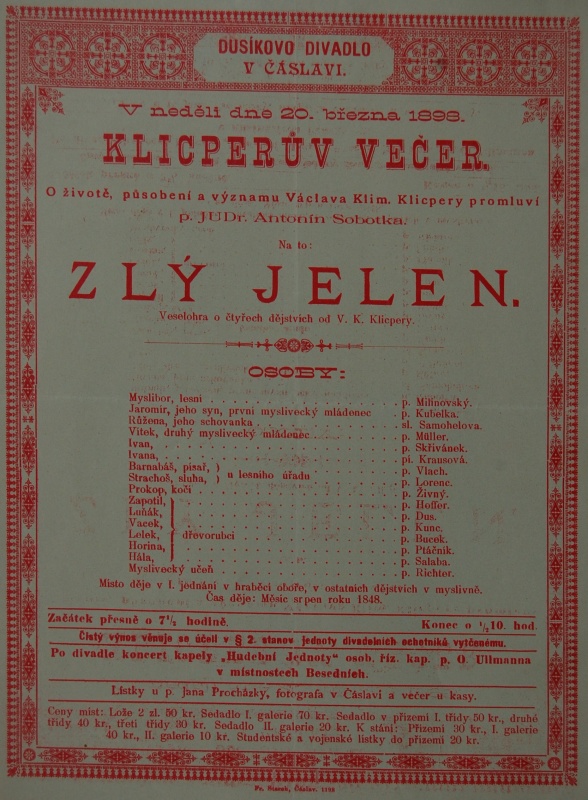 DUSÍKOVO DIVADLO
V ČÁSLAVI.
V neděli dne 20. března 1898.
KLICPERŮV VEČER.
O životě, působení a významu Václava Klim. Klicpery promluví
p. JUDr. Antonín Sobotka.
Na to:
ZLÝ JELEN.
Veselohra o čtyřech dějstvích od V. K. Klicpery.
OSOBY:
Myslibor, lesní . . . . . . . . . . p. Milinovský.
Jaromír, jeho syn, první myslivecký mládenec . p. Kubelka.
Růžena, jeho schovanka . . . . . . . . . . sl. Samohelova.
Vítek, druhý myslivecký mládenec . . . . . . p. Müller.
Ivan, . . . . . . . . . . p. Skřivánek.
Ivana, . . . . . . . . . . pí. Krausová.
Barnabáš, písař, ) u lesního úřadu . . . . . . p. Vlach.
Strachoš, sluha, ) . . . . . . p. Lorenc.
Prokop, kočí . . . . . . . . . . p. Živný.
Zapotil, . . . . . . . . . . p. Hoffer.
Luňák, . . . . . . . . . . p. Dus.
Vacek, . . . . . . . . . . p. Kunc.
Lelek, } dřevorubci . . . . . . . . . . p. Bucek.
Horina, . . . . . . . . . . p. Ptáčník.
Hála, . . . . . . . . . . p. Salaba.
Myslivecký učeň . . . . . . . . . . p. Richter.
Místo děje v I. jednání v hraběcí oboře, v ostatních dějstvích v myslivně.
Čas děje: Měsíc srpen roku 1848.
Začátek přesně o 7½ hodině. Konec o ½10. hod.
Čistý výnos věnuje se účeli v § 2. stanov jednoty divadelních ochotníků vytčenému.
Po divadle koncert kapely „Hudební Jednoty“ osob. říz. kap. p. O. Ullmanna
v místnostech Besedních.
Lístky u p. Jana Procházky, fotografa v Čáslavi a večer u kasy.
Ceny míst: Lože 2 zl. 50 kr. Sedadlo I. galerie 70 kr. Sedadlo v přízemí I. třídy 50 kr., druhé
třídy 40 kr., třetí třídy 30 kr. Sedadlo II. galerie 20 kr. K stání: Přízemí 30 kr., I. galerie
40 kr., II. galerie 10 kr. Studentské a vojenské lístky do přízemí 20 kr.
Fr. Starek, Čáslav. 1898